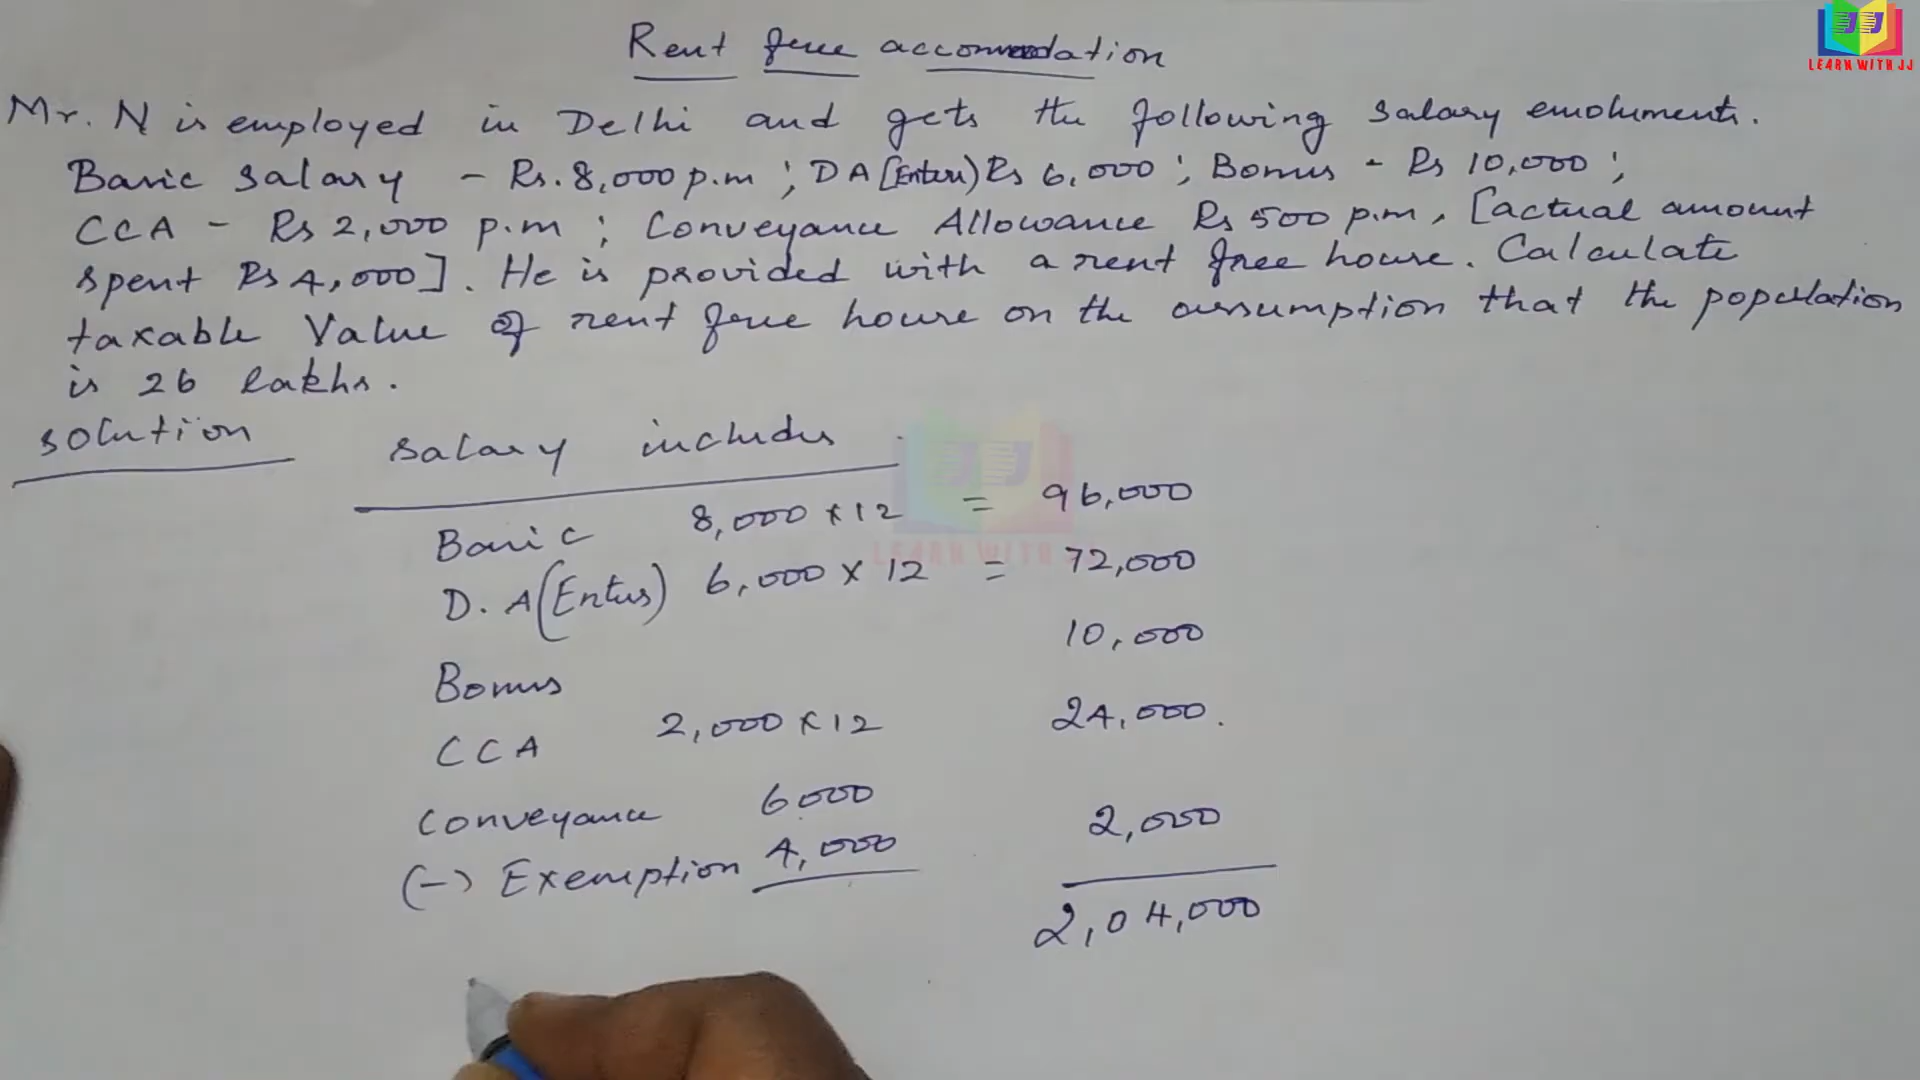 Rent free accommodation
LEARN WITH JJ
Mr. N is employed in Delhi and gets the following salary emoluments.
Basic salary - Rs. 8,000 p.m ; DA (Enters) Rs 6,000 ; Bonus - Rs 10,000 ;
CCA - Rs 2,000 p.m ; Conveyance Allowance Rs 500 p.m, [actual amount
spent Rs 4,000]. He is provided with a rent free house. Calculate
taxable Value of rent free house on the assumption that the population
is 26 lakhs.
solution
salary includes
Basic 8,000 x 12 = 96,000
D.A (Enters) 6,000 x 12 = 72,000
Bonus 10,000
CCA 2,000 x 12 24,000.
Conveyance 6000
(-) Exemption 4,000 2,000
2,04,000